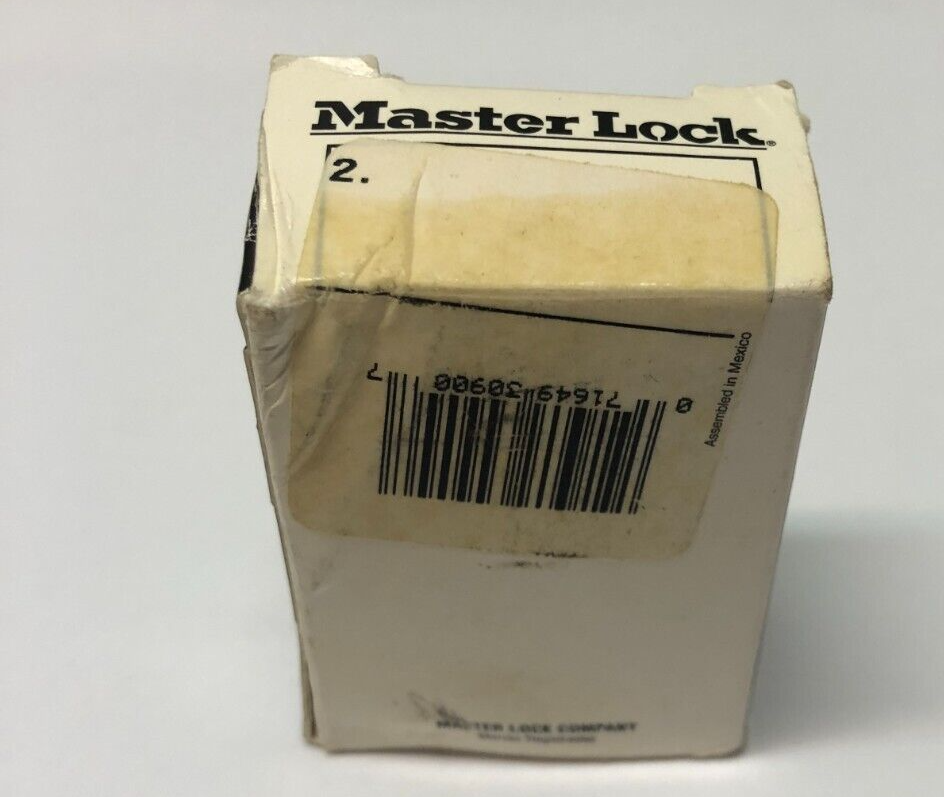 Master Lock®
2.
Assembled in Mexico
0 71649 30900 7
MASTER LOCK COMPANY